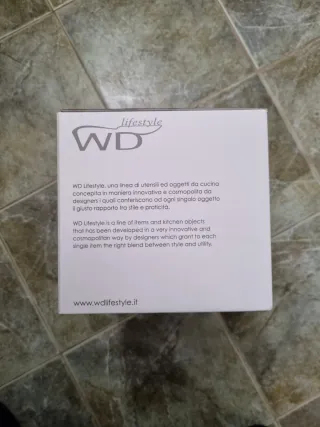 lifestyle
WD
WD Lifestyle, una linea di utensili ed oggetti da cucina
concepita in maniera innovativa e cosmopolita da
designers i quali conferiscono ad ogni singolo oggetto
il giusto rapporto tra stile e praticità.
WD Lifestyle is a line of items and kitchen objects
that has been developed in a very innovative and
cosmopolitan way by designers which grant to each
single item the right blend between style and utility.
www.wdlifestyle.it